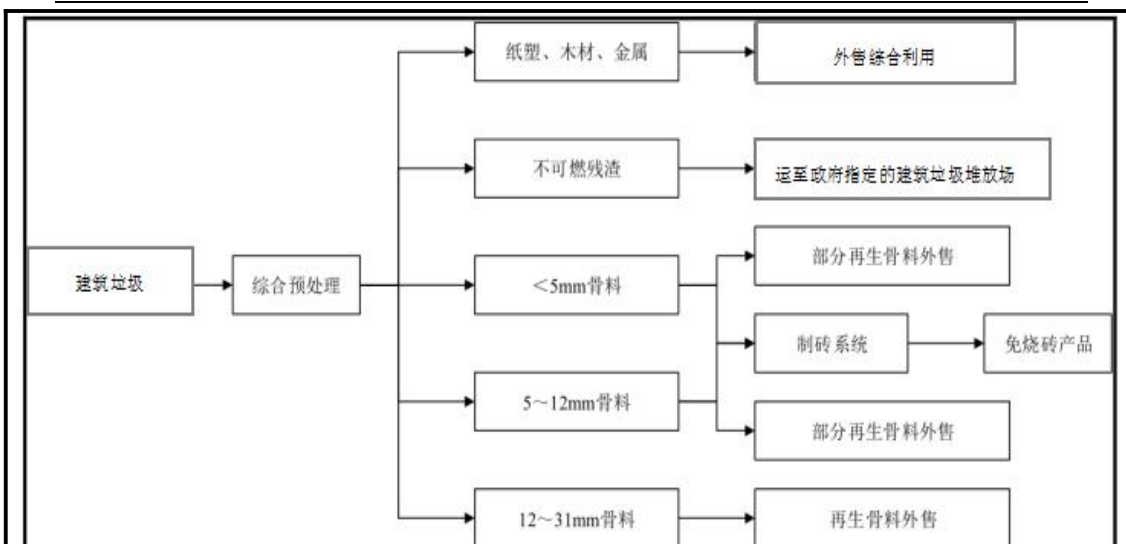 纸塑、木材、金属
外售综合利用
不可燃残渣
运至政府指定的建筑垃圾堆放场
建筑垃圾
综合预处理
<5mm骨料
部分再生骨料外售
制砖系统
免烧砖产品
5～12mm骨料
部分再生骨料外售
12～31mm骨料
再生骨料外售